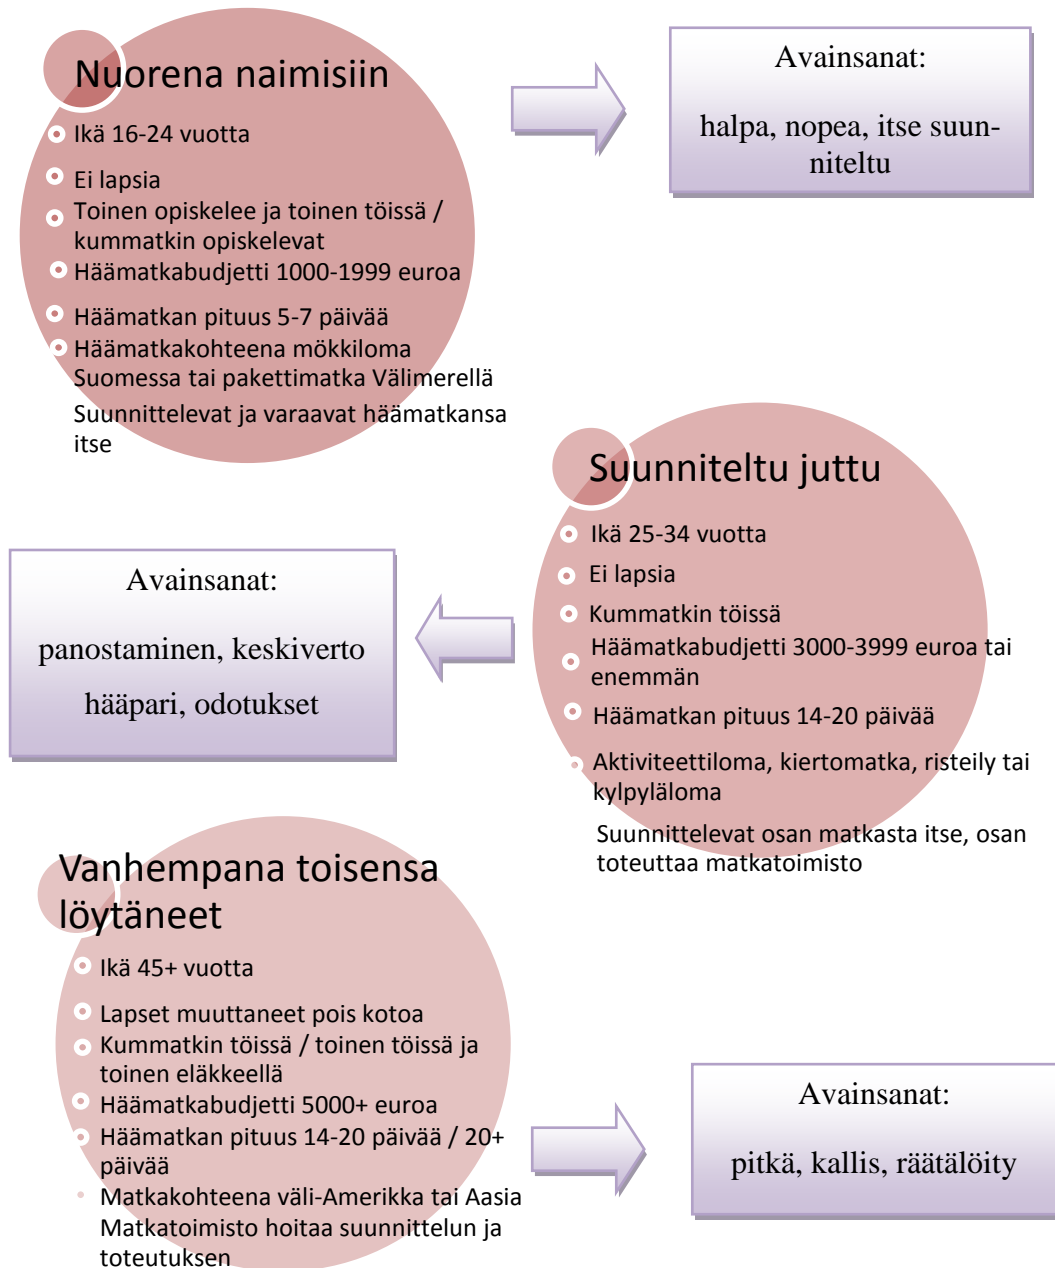 Nuorena naimisiin
Ikä 16-24 vuotta
Ei lapsia
Toinen opiskelee ja toinen töissä /
kummatkin opiskelevat
Häämatkabudjetti 1000-1999 euroa
Häämatkan pituus 5-7 päivää
Häämatkakohteena mökkiloma
Suomessa tai pakettimatka Välimerellä
Suunnittelevat ja varaavat häämatkansa
itse
Avainsanat:
halpa, nopea, itse suun-
niteltu
Suunniteltu juttu
Ikä 25-34 vuotta
Ei lapsia
Kummatkin töissä
Häämatkabudjetti 3000-3999 euroa tai
enemmän
Häämatkan pituus 14-20 päivää
Aktiviteettiloma, kiertomatka, risteily tai
kylpyläloma
Suunnittelevat osan matkasta itse, osan
toteuttaa matkatoimisto
Avainsanat:
panostaminen, keskiverto
hääpari, odotukset
Vanhempana toisensa
löytäneet
Ikä 45+ vuotta
Lapset muuttaneet pois kotoa
Kummatkin töissä / toinen töissä ja
toinen eläkkeellä
Häämatkabudjetti 5000+ euroa
Häämatkan pituus 14-20 päivää / 20+
päivää
Matkakohteena väli-Amerikka tai Aasia
Matkatoimisto hoitaa suunnittelun ja
toteutuksen
Avainsanat:
pitkä, kallis, räätälöity